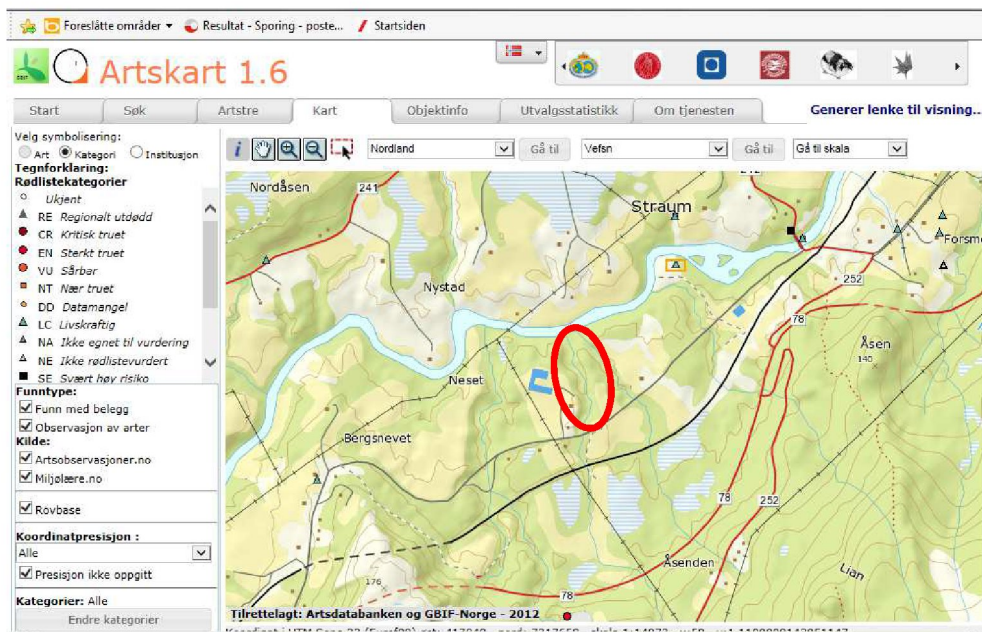 Foreslåtte områder
Resultat - Sporing - poste...
Startsiden
Artskart 1.6
Start
Søk
Artstre
Kart
Objektinfo
Utvalgsstatistikk
Om tjenesten
Generer lenke til visning...
Velg symbolisering:
Art
Kategori
Institusjon
Tegnforklaring:
Rødlistekategorier
Ukjent
RE Regionalt utdødd
CR Kritisk truet
EN Sterkt truet
VU Sårbar
NT Nær truet
DD Datamangel
LC Livskraftig
NA Ikke egnet til vurdering
NE Ikke rødlistevurdert
SE Svært høy risiko
Funntype:
Funn med belegg
Observasjon av arter
Kilde:
Artsobservasjoner.no
Miljølære.no
Rovbase
Koordinatpresisjon :
Alle
Presisjon ikke oppgitt
Kategorier: Alle
Endre kategorier
i
Nordland
Gå til
Vefsn
Gå til
Gå til skala
Nordåsen
241
Straum
Forsm
Nystad
252
78
Åsen
140
Neset
Bergsnevet
78
252
Åsenden
Lian
176
78
Tilrettelagt: Artsdatabanken og GBIF-Norge - 2012